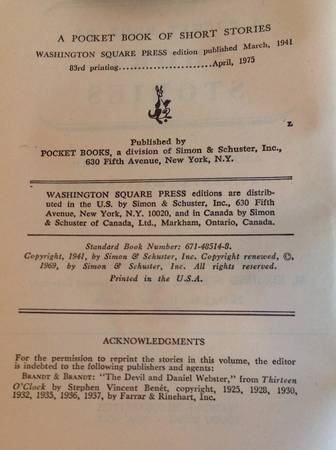 A POCKET BOOK OF SHORT STORIES
WASHINGTON SQUARE PRESS edition published March, 1941
83rd printing......................April, 1975
L
Published by
POCKET BOOKS, a division of Simon & Schuster, Inc.,
630 Fifth Avenue, New York, N.Y.
WASHINGTON SQUARE PRESS editions are distrib-
uted in the U.S. by Simon & Schuster, Inc., 630 Fifth
Avenue, New York, N.Y. 10020, and in Canada by Simon
& Schuster of Canada, Ltd., Markham, Ontario, Canada.
Standard Book Number: 671-48514-8.
Copyright, 1941, by Simon & Schuster, Inc. Copyright renewed, ©,
1969, by Simon & Schuster, Inc. All rights reserved.
Printed in the U.S.A.
ACKNOWLEDGMENTS
For the permission to reprint the stories in this volume, the editor
is indebted to the following publishers and agents:
BRANDT & BRANDT: "The Devil and Daniel Webster," from Thirteen
O'Clock by Stephen Vincent Benét, copyright, 1925, 1928, 1930,
1932, 1935, 1936, 1937, by Farrar & Rinehart, Inc.